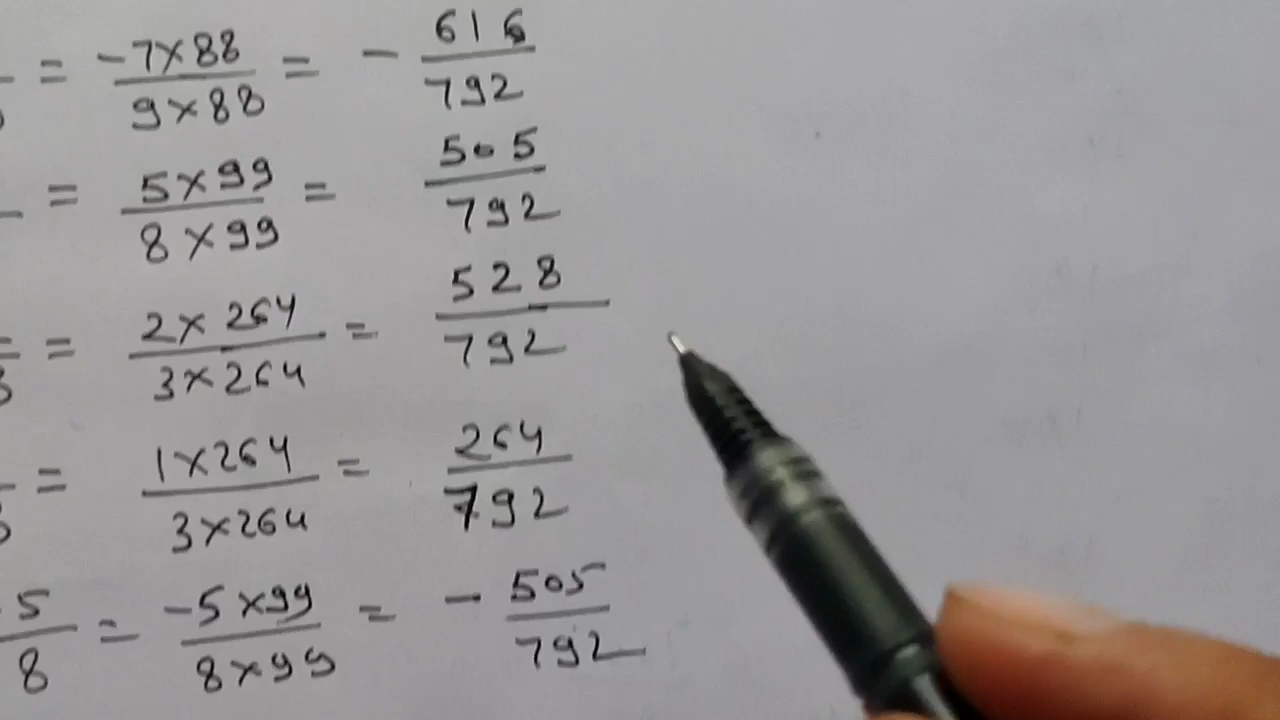 = -7×88 / 9×88 = - 616 / 792
= 5×99 / 8×99 = 505 / 792
= 2×264 / 3×264 = 528 / 792
3 = 1×264 / 3×264 = 264 / 792
-5 / 8 = -5×99 / 8×99 = - 505 / 792